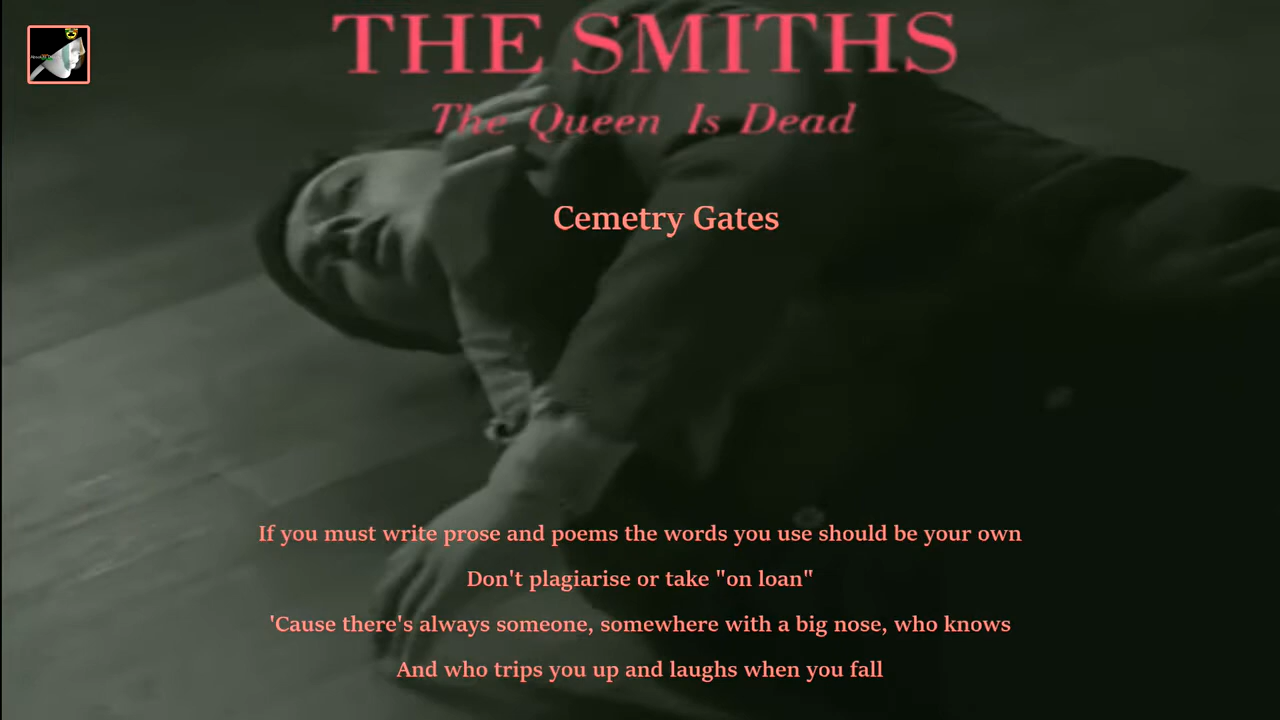 THE SMITHS
The Queen Is Dead
Cemetry Gates
If you must write prose and poems the words you use should be your own
Don't plagiarise or take "on loan"
'Cause there's always someone, somewhere with a big nose, who knows
And who trips you up and laughs when you fall